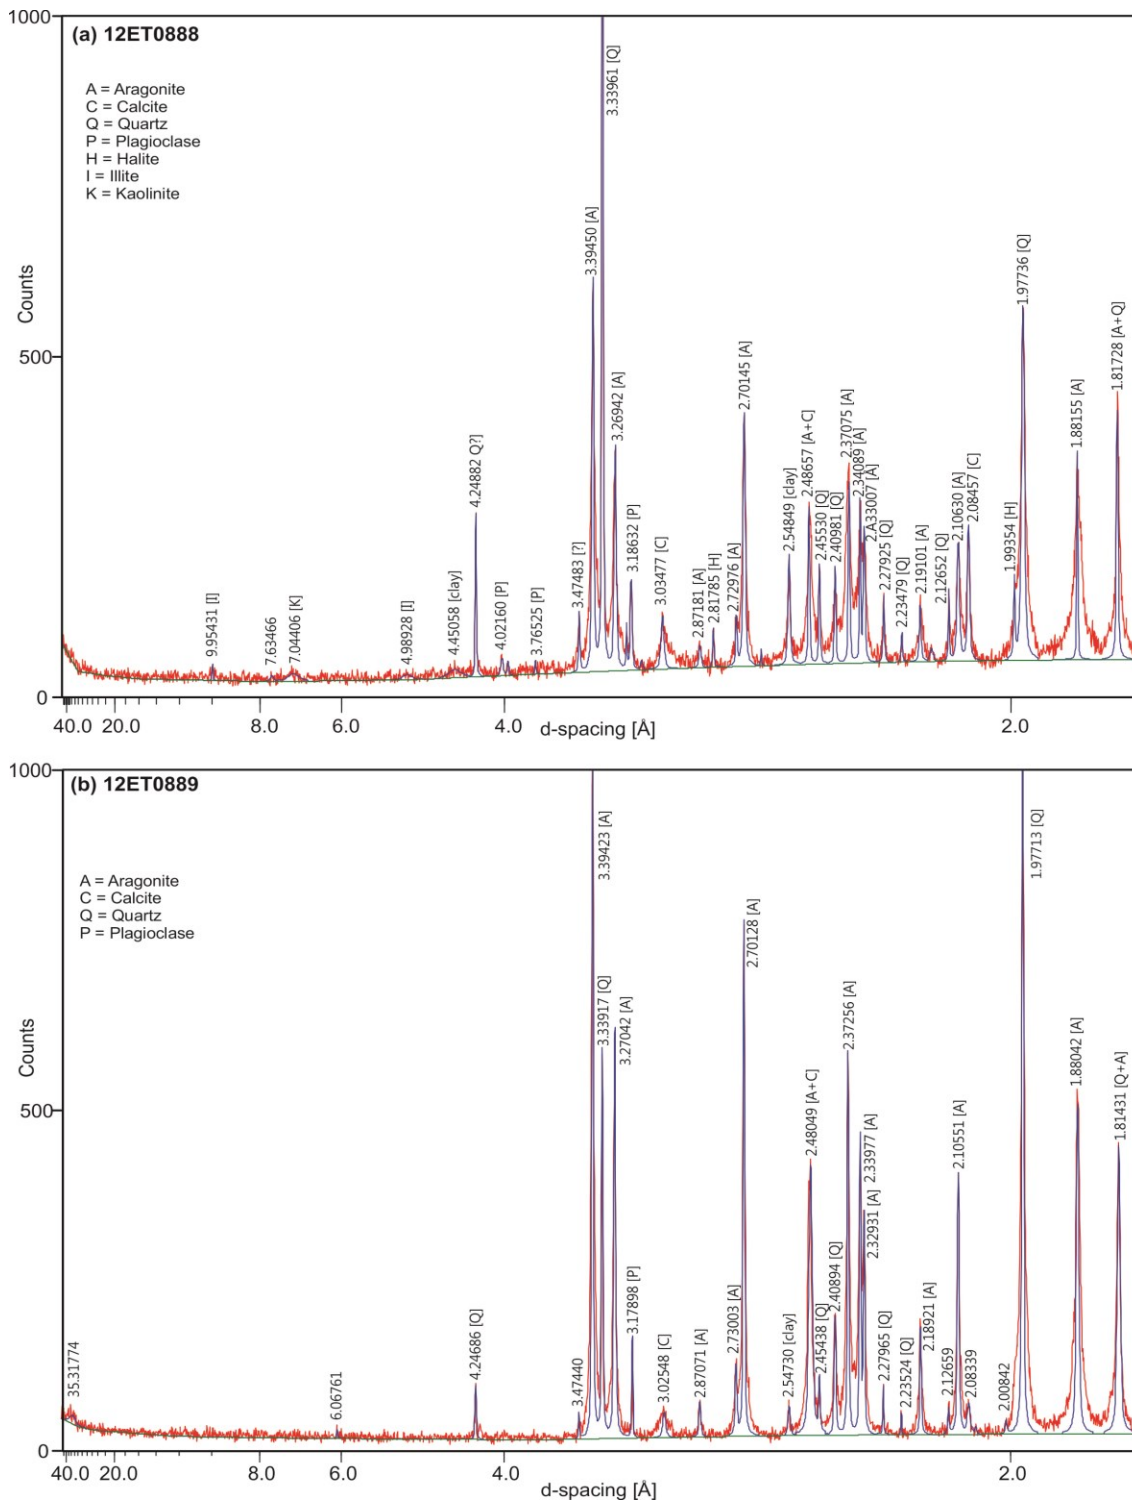 1000
(a) 12ET0888
A = Aragonite
C = Calcite
Q = Quartz
P = Plagioclase
H = Halite
I = Illite
K = Kaolinite
Counts
500
0
9.95431 [I]
7.63466
7.04406 [K]
4.98928 [I]
4.45058 [clay]
4.24882 Q?]
4.02160 [P]
3.76525 [P]
3.47483 [?]
3.39450 [A]
3.33961 [Q]
3.26942 [A]
3.18632 [P]
3.03477 [C]
2.87181 [A]
2.81785 [H]
2.72976 [A]
2.70145 [A]
2.54849 [clay]
2.48657 [A+C]
2.45530 [Q]
2.40981 [Q]
2.37075 [A]
2.34089 [A]
2.A33007 [A]
2.27925 [Q]
2.23479 [Q]
2.19101 [A]
2.12652 [Q]
2.10630 [A]
2.08457 [C]
1.99354 [H]
1.97736 [Q]
1.88155 [A]
1.81728 [A+Q]
40.0 20.0 8.0 6.0 4.0 2.0
d-spacing [Å]
1000
(b) 12ET0889
A = Aragonite
C = Calcite
Q = Quartz
P = Plagioclase
Counts
500
0
35.31774
6.06761
4.24686 [Q]
3.47440
3.39423 [A]
3.33917 [Q]
3.27042 [A]
3.17898 [P]
3.02548 [C]
2.87071 [A]
2.73003 [A]
2.70128 [A]
2.54730 [clay]
2.48049 [A+C]
2.45438 [Q]
2.40894 [Q]
2.37256 [A]
2.33977 [A]
2.32931 [A]
2.27965 [Q]
2.23524 [Q]
2.18921 [A]
2.12659
2.10551 [A]
2.08339
2.00842
1.97713 [Q]
1.88042 [A]
1.81431 [Q+A]
40.0 20.0 8.0 6.0 4.0 2.0
d-spacing [Å]